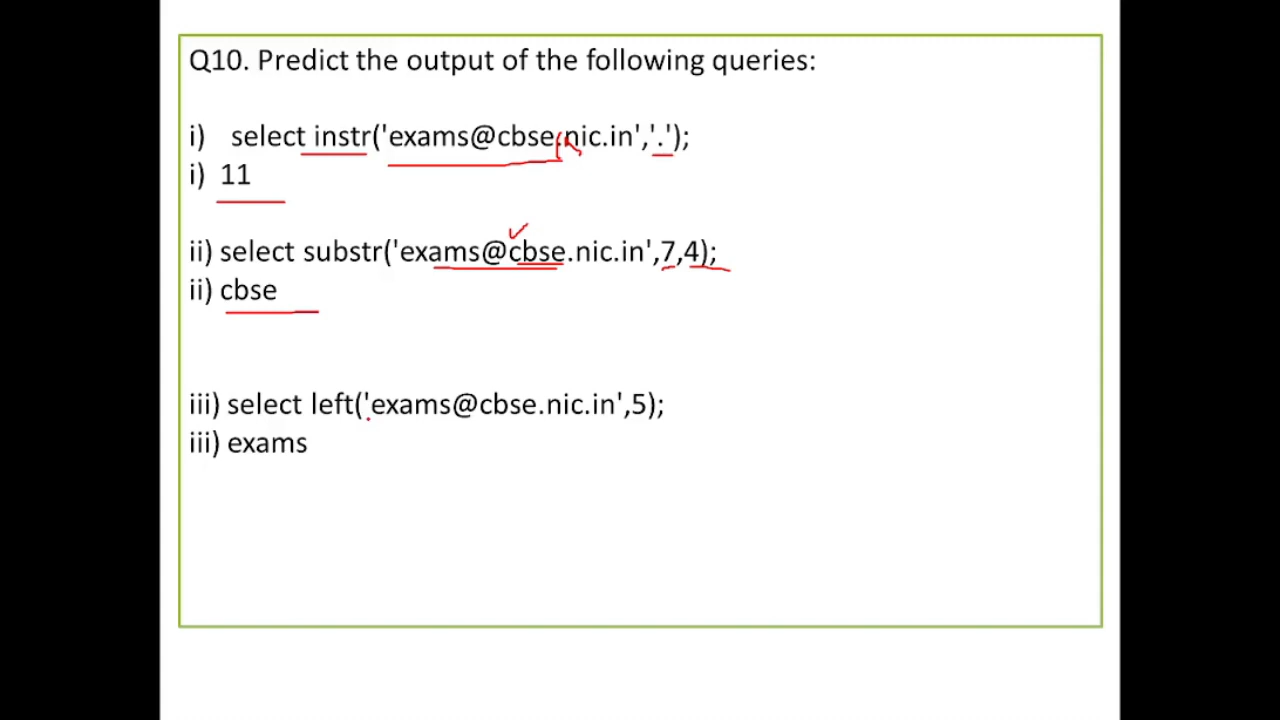 Q10. Predict the output of the following queries:
i) select instr('exams@cbse.nic.in','.');
i) 11
ii) select substr('exams@cbse.nic.in',7,4);
ii) cbse
iii) select left('exams@cbse.nic.in',5);
iii) exams